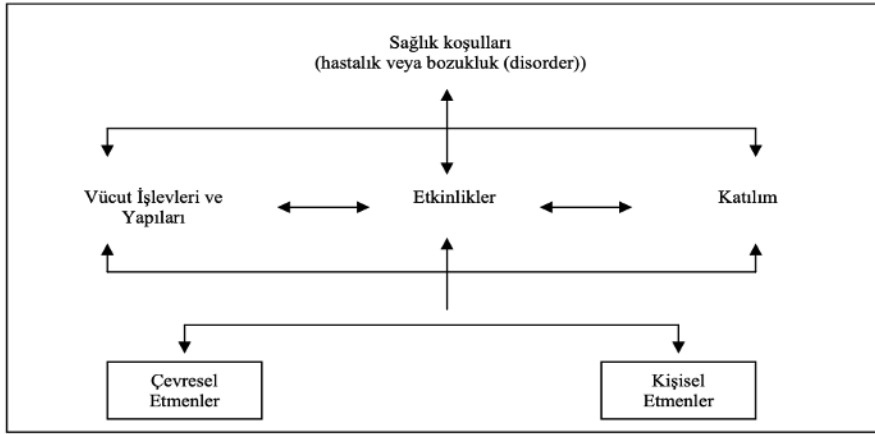 Sağlık koşulları
(hastalık veya bozukluk (disorder))
Vücut İşlevleri ve
Yapıları
Etkinlikler
Katılım
Çevresel
Etmenler
Kişisel
Etmenler